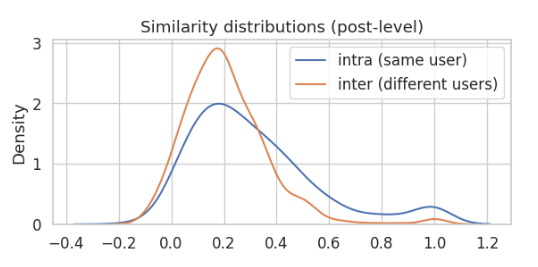 Similarity distributions (post-level)
3
2
1
0
Density
intra (same user)
inter (different users)
−0.4 −0.2 0.0 0.2 0.4 0.6 0.8 1.0 1.2